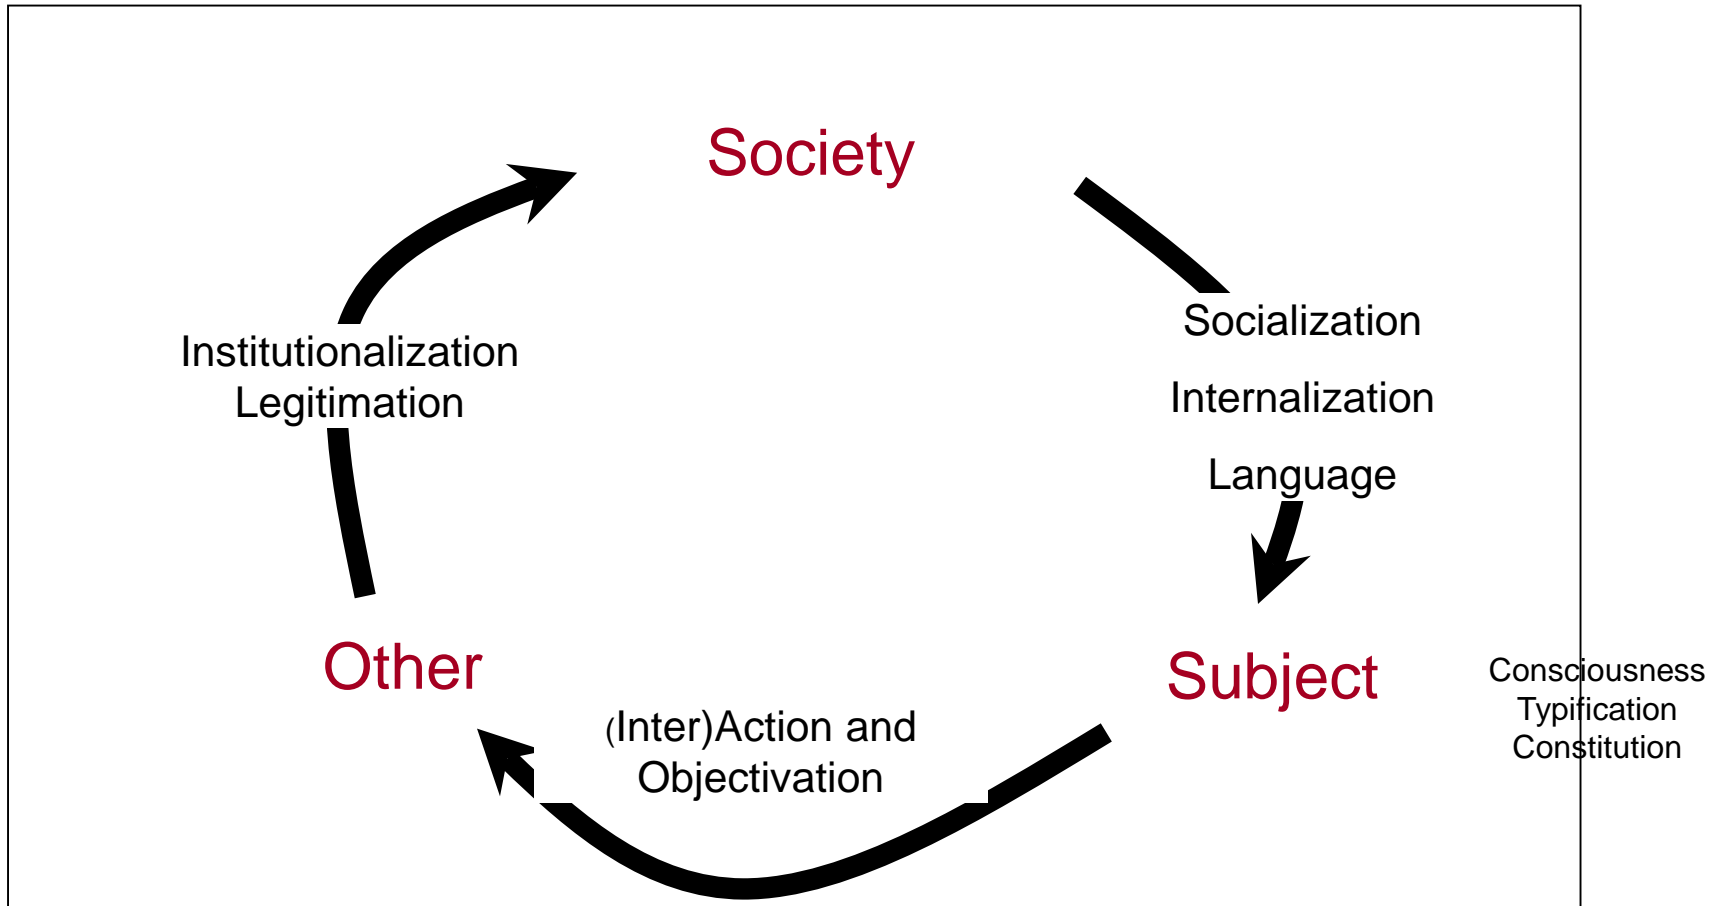 Society
Socialization
Internalization
Language
Institutionalization
Legitimation
Other
Subject
Consciousness
Typification
Constitution
(Inter)Action and
Objectivation